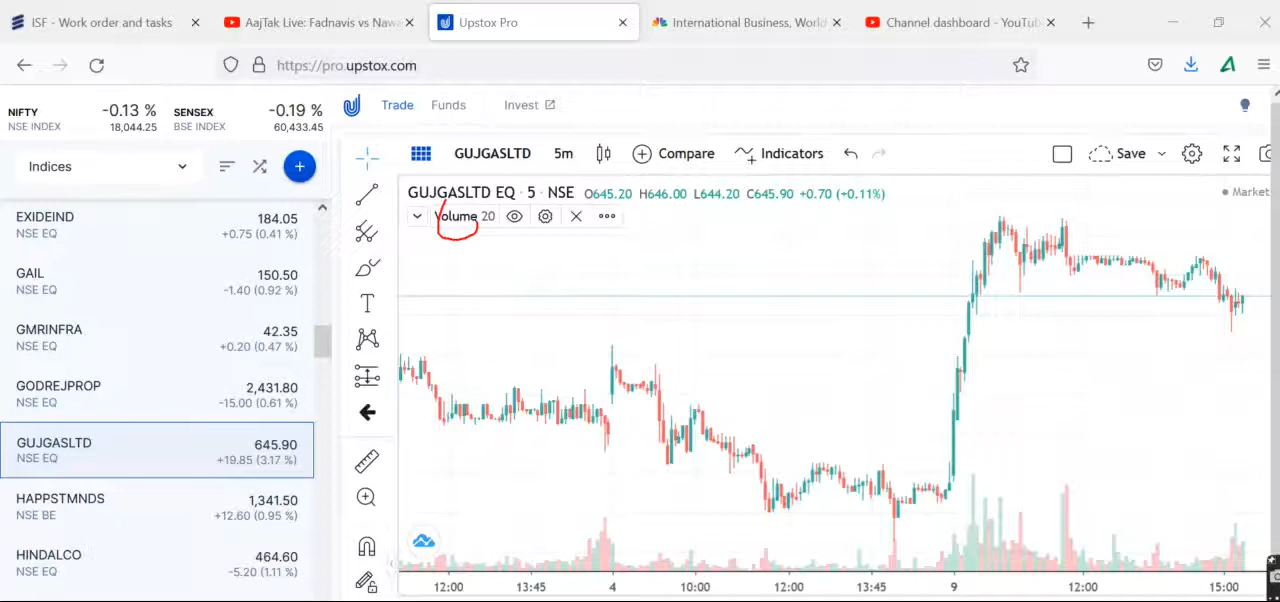 ISF - Work order and tasks
AajTak Live: Fadnavis vs Nawa
Upstox Pro
International Business, World
Channel dashboard - YouTub
https://pro.upstox.com
NIFTY -0.13 % SENSEX -0.19 %
NSE INDEX 18,044.25 BSE INDEX 60,433.45
Trade Funds Invest
Indices
GUJGASLTD 5m Compare Indicators Save
GUJGASLTD EQ · 5 · NSE O645.20 H646.00 L644.20 C645.90 +0.70 (+0.11%)
Market
Volume 20
EXIDEIND 184.05
NSE EQ +0.75 (0.41 %)
GAIL 150.50
NSE EQ -1.40 (0.92 %)
GMRINFRA 42.35
NSE EQ +0.20 (0.47 %)
GODREJPROP 2,431.80
NSE EQ -15.00 (0.61 %)
GUJGASLTD 645.90
NSE EQ +19.85 (3.17 %)
HAPPSTMNDS 1,341.50
NSE BE +12.60 (0.95 %)
HINDALCO 464.60
NSE EQ -5.20 (1.11 %)
12:00 13:45 4 10:00 12:00 13:45 9 12:00 15:00